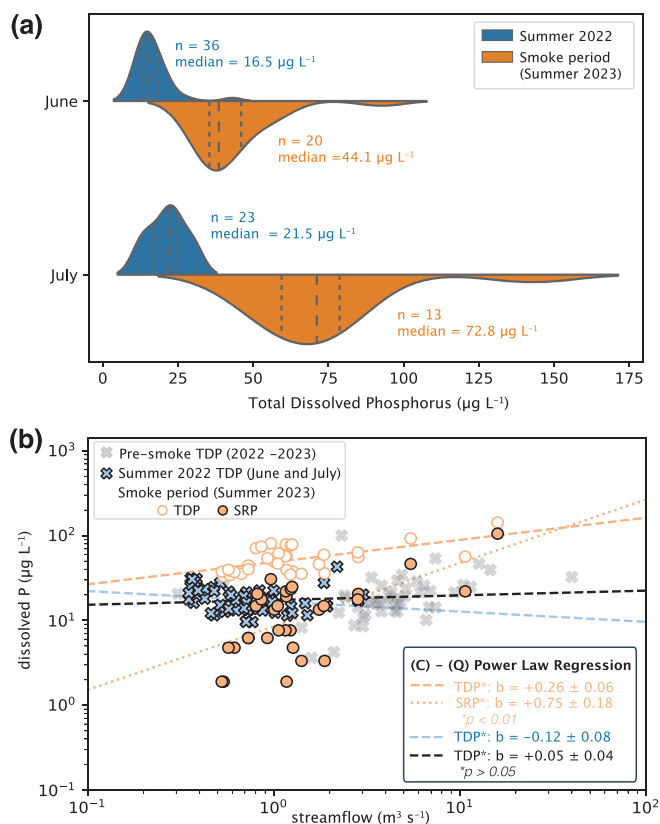 (a)
Summer 2022
Smoke period
(Summer 2023)
n = 36
median = 16.5 µg L⁻¹
June
n = 20
median =44.1 µg L⁻¹
n = 23
median = 21.5 µg L⁻¹
July
n = 13
median = 72.8 µg L⁻¹
0 25 50 75 100 125 150 175
Total Dissolved Phosphorus (µg L⁻¹)
(b)
10³
10²
10¹
10⁰
10⁻¹
dissolved P (µg L⁻¹)
Pre-smoke TDP (2022 –2023)
Summer 2022 TDP (June and July)
Smoke period (Summer 2023)
TDP SRP
(C) – (Q) Power Law Regression
TDP*: b = +0.26 ± 0.06
SRP*: b = +0.75 ± 0.18
*p < 0.01
TDP*: b = −0.12 ± 0.08
TDP*: b = +0.05 ± 0.04
*p > 0.05
10⁻¹ 10⁰ 10¹ 10²
streamflow (m³ s⁻¹)